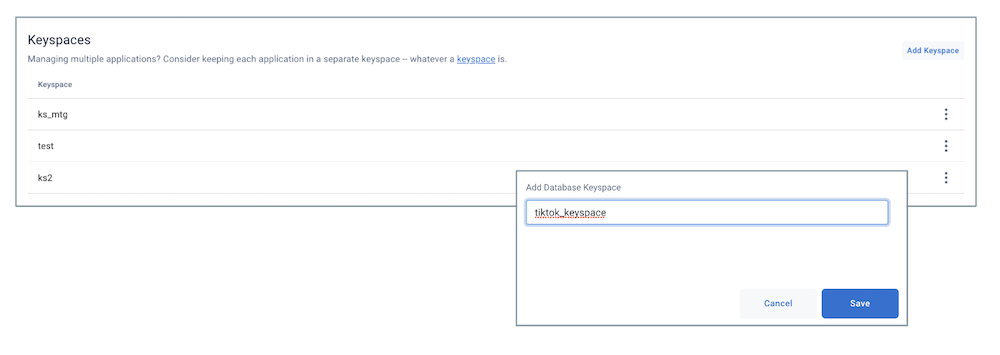 Keyspaces
Managing multiple applications? Consider keeping each application in a separate keyspace – whatever a keyspace is.
Add Keyspace
Keyspace
ks_mtg
test
ks2
Add Database Keyspace
tiktok_keyspace
Cancel
Save